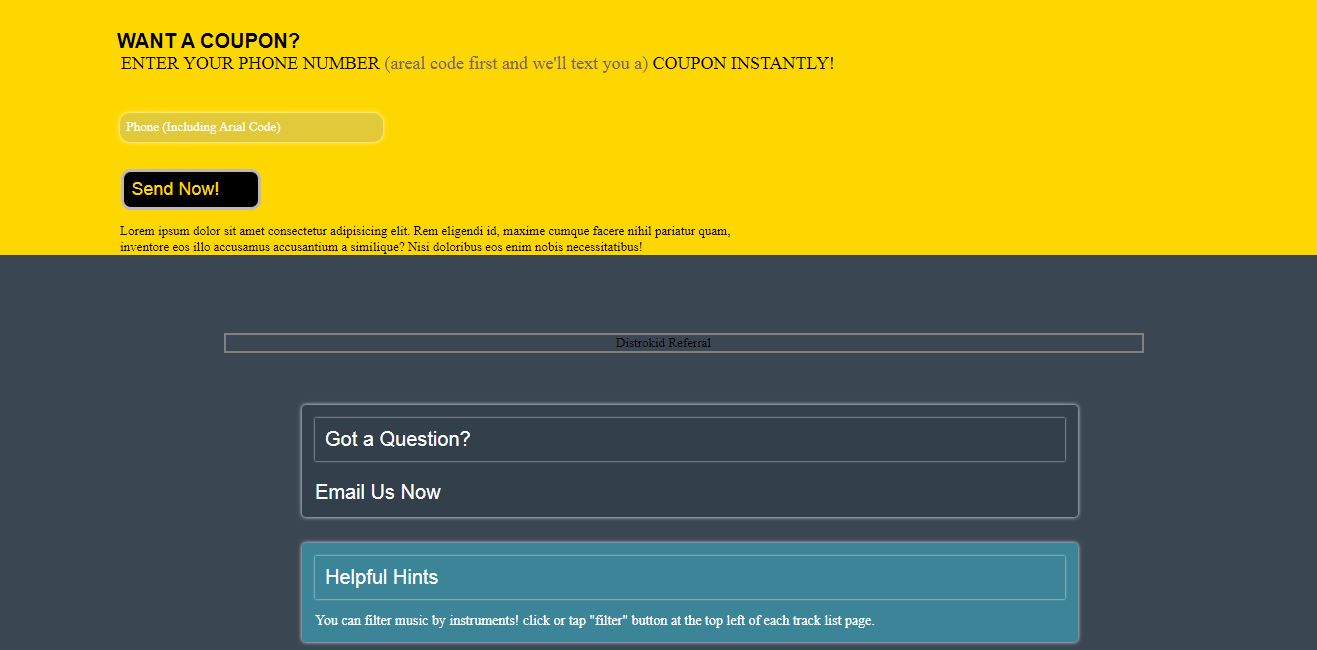 WANT A COUPON?
ENTER YOUR PHONE NUMBER (areal code first and we'll text you a) COUPON INSTANTLY!
Phone (Including Arial Code)
Send Now!
Lorem ipsum dolor sit amet consectetur adipisicing elit. Rem eligendi id, maxime cumque facere nihil pariatur quam,
inventore eos illo accusamus accusantium a similique? Nisi doloribus eos enim nobis necessitatibus!
Distrokid Referral
Got a Question?
Email Us Now
Helpful Hints
You can filter music by instruments! click or tap "filter" button at the top left of each track list page.